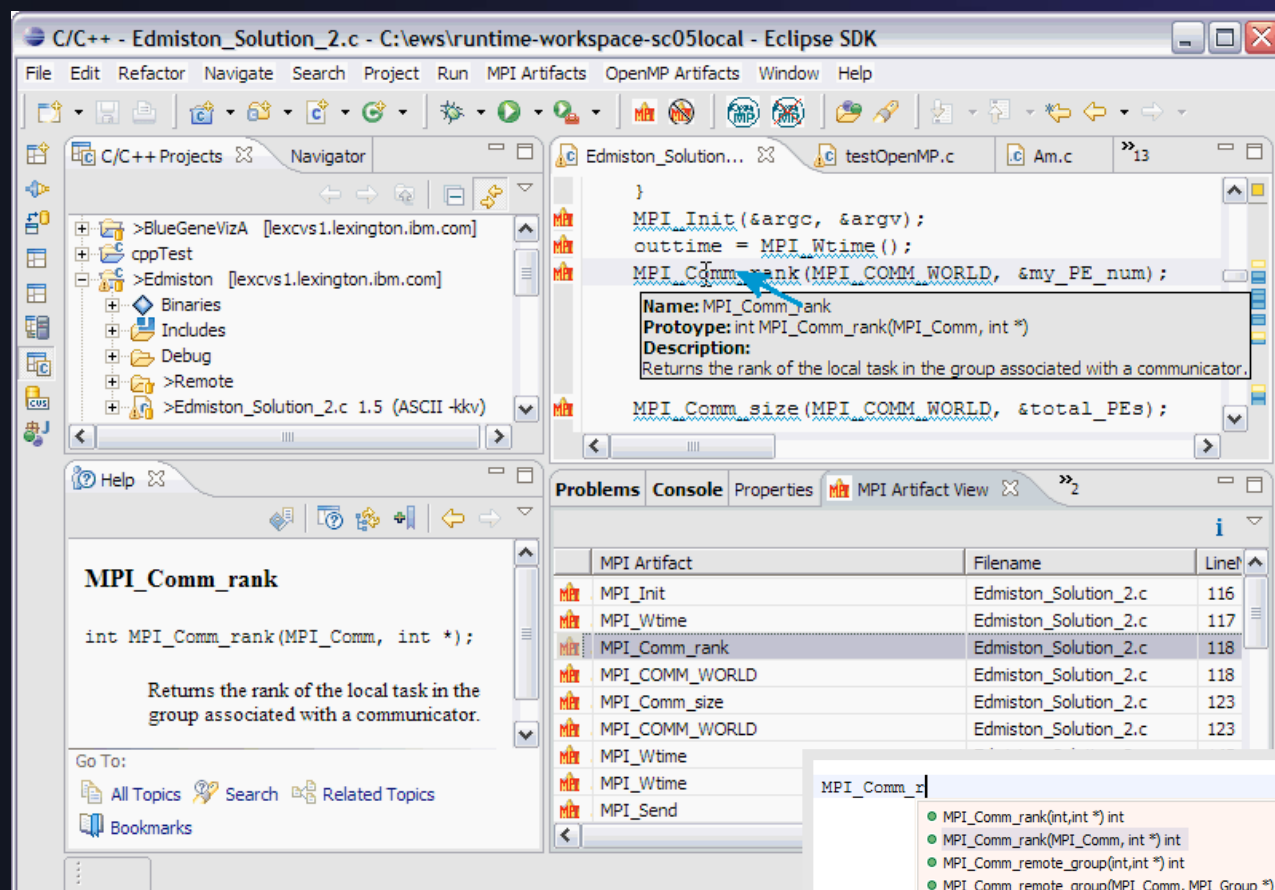 C/C++ - Edmiston_Solution_2.c - C:\ews\runtime-workspace-sc05local - Eclipse SDK
File Edit Refactor Navigate Search Project Run MPI Artifacts OpenMP Artifacts Window Help
C/C++ Projects Navigator
>BlueGeneVizA [lexcvs1.lexington.ibm.com]
cppTest
>Edmiston [lexcvs1.lexington.ibm.com]
Binaries
Includes
Debug
>Remote
>Edmiston_Solution_2.c 1.5 (ASCII -kkv)
Edmiston_Solution... testOpenMP.c Am.c »13
}
MPI_Init(&argc, &argv);
outtime = MPI_Wtime();
MPI_Comm_rank(MPI_COMM_WORLD, &my_PE_num);
Name: MPI_Comm_rank
Protoype: int MPI_Comm_rank(MPI_Comm, int *)
Description:
Returns the rank of the local task in the group associated with a communicator.
MPI_Comm_size(MPI_COMM_WORLD, &total_PEs);
Help
MPI_Comm_rank
int MPI_Comm_rank(MPI_Comm, int *);
Returns the rank of the local task in the
group associated with a communicator.
Go To:
All Topics Search Related Topics
Bookmarks
Problems Console Properties MPI Artifact View »2
MPI Artifact Filename
MPI_Init Edmiston_Solution_2.c 116
MPI_Wtime Edmiston_Solution_2.c 117
MPI_Comm_rank Edmiston_Solution_2.c 118
MPI_COMM_WORLD Edmiston_Solution_2.c 118
MPI_Comm_size Edmiston_Solution_2.c 123
MPI_COMM_WORLD Edmiston_Solution_2.c 123
MPI_Wtime
MPI_Wtime
MPI_Send
MPI_Comm_r
MPI_Comm_rank(int,int *) int
MPI_Comm_rank(MPI_Comm, int *) int
MPI_Comm_remote_group(int,int *) int
MPI_Comm_remote_group(MPI_Comm, MPI_Group *)